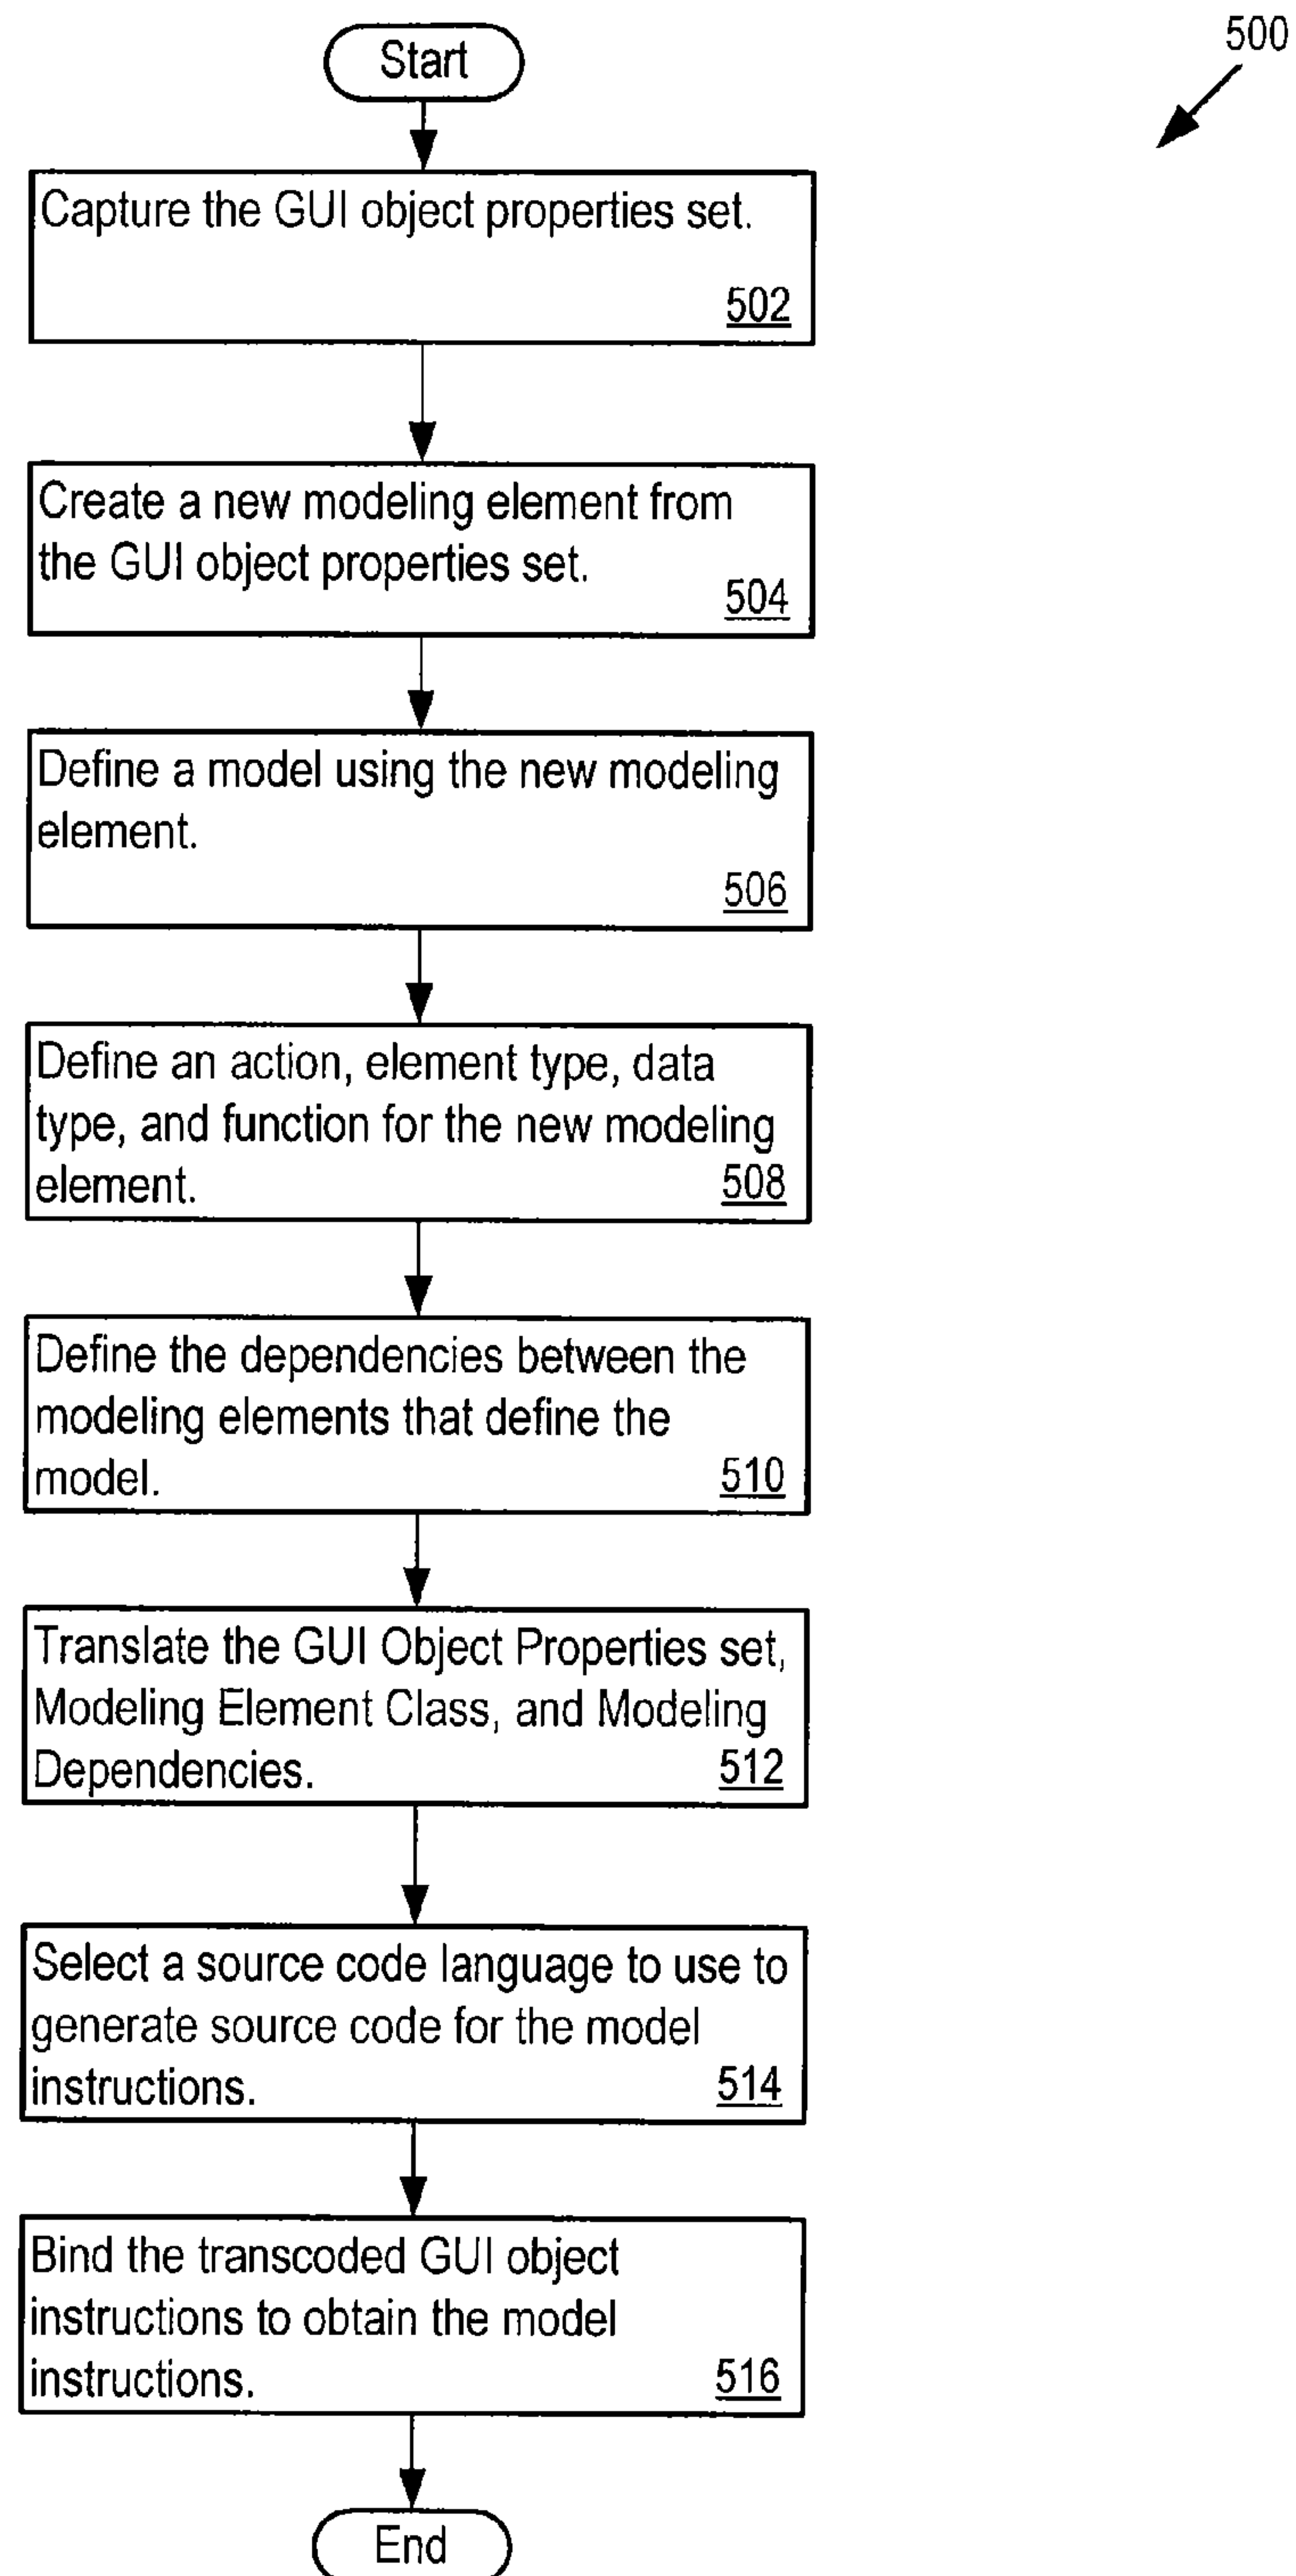 500
Start
Capture the GUI object properties set.
502
Create a new modeling element from
the GUI object properties set.
504
Define a model using the new modeling
element.
506
Define an action, element type, data
type, and function for the new modeling
element.
508
Define the dependencies between the
modeling elements that define the
model.
510
Translate the GUI Object Properties set,
Modeling Element Class, and Modeling
Dependencies.
512
Select a source code language to use to
generate source code for the model
instructions.
514
Bind the transcoded GUI object
instructions to obtain the model
instructions.
516
End